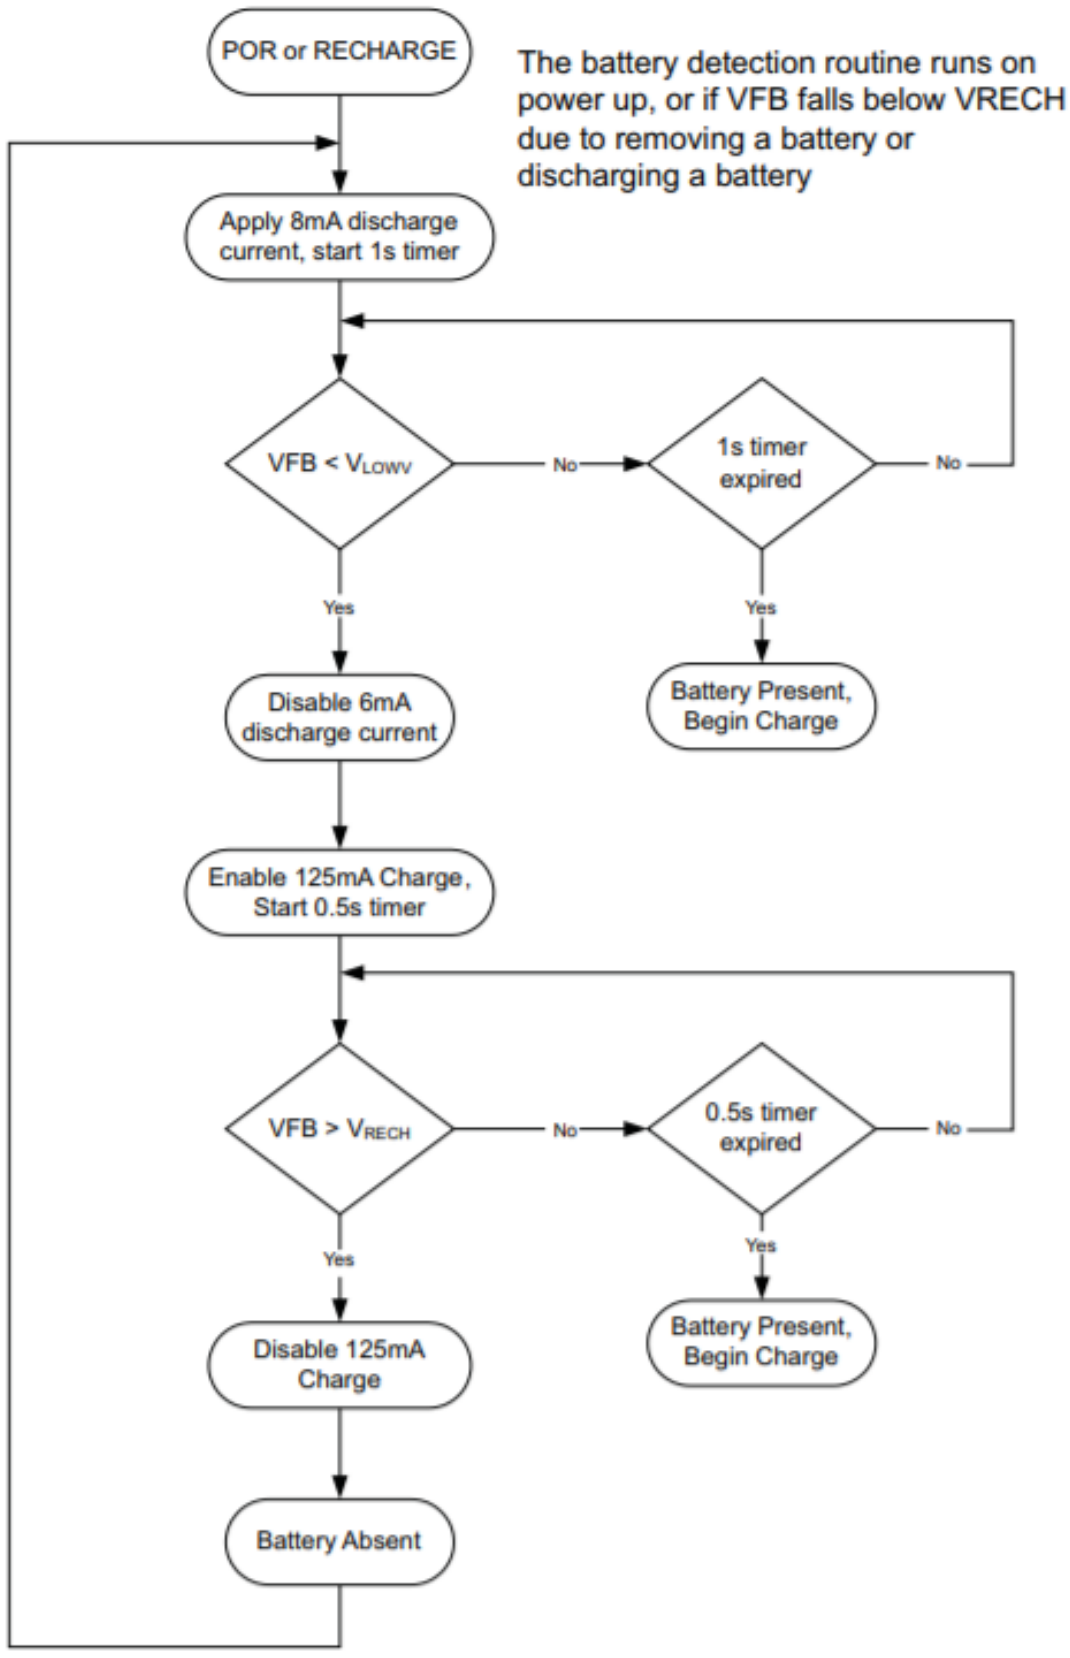 POR or RECHARGE
The battery detection routine runs on
power up, or if VFB falls below VRECH
due to removing a battery or
discharging a battery
Apply 8mA discharge
current, start 1s timer
VFB < VLOWV
No
1s timer
expired
No
Yes
Yes
Disable 6mA
discharge current
Battery Present,
Begin Charge
Enable 125mA Charge,
Start 0.5s timer
VFB > VRECH
No
0.5s timer
expired
No
Yes
Yes
Disable 125mA
Charge
Battery Present,
Begin Charge
Battery Absent